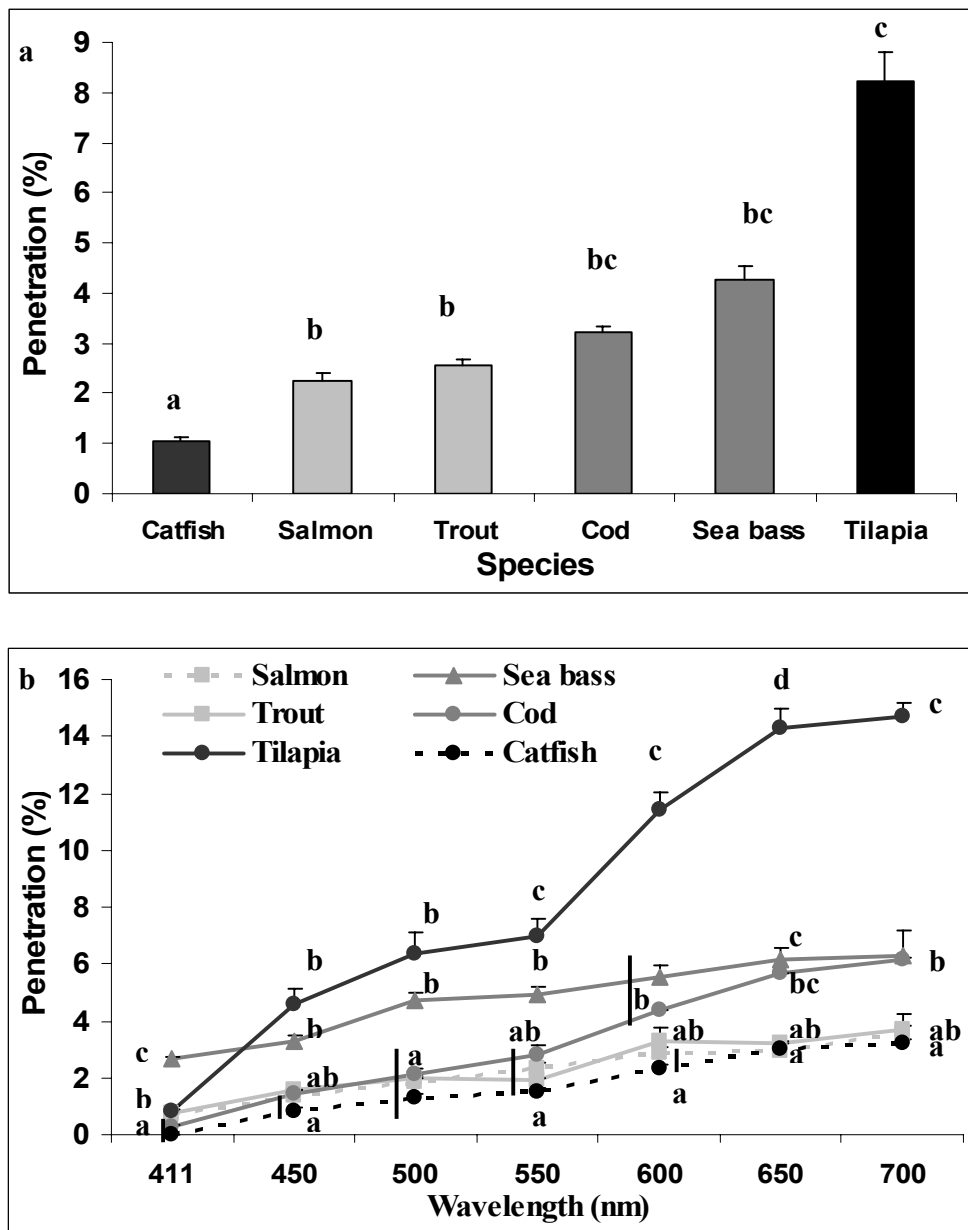 a
Penetration (%)
9
8
7
6
5
4
3
2
1
0
a
b
b
bc
bc
c
Catfish Salmon Trout Cod Sea bass Tilapia
Species
b
Salmon Sea bass
Trout Cod
Tilapia Catfish
Penetration (%)
16
14
12
10
8
6
4
2
0
d
c
c
c
b
b
b
c
b
b
b
bc
c
b
ab
a
ab
ab
ab
ab
a
a
b
a
a
a
a
411 450 500 550 600 650 700
Wavelength (nm)